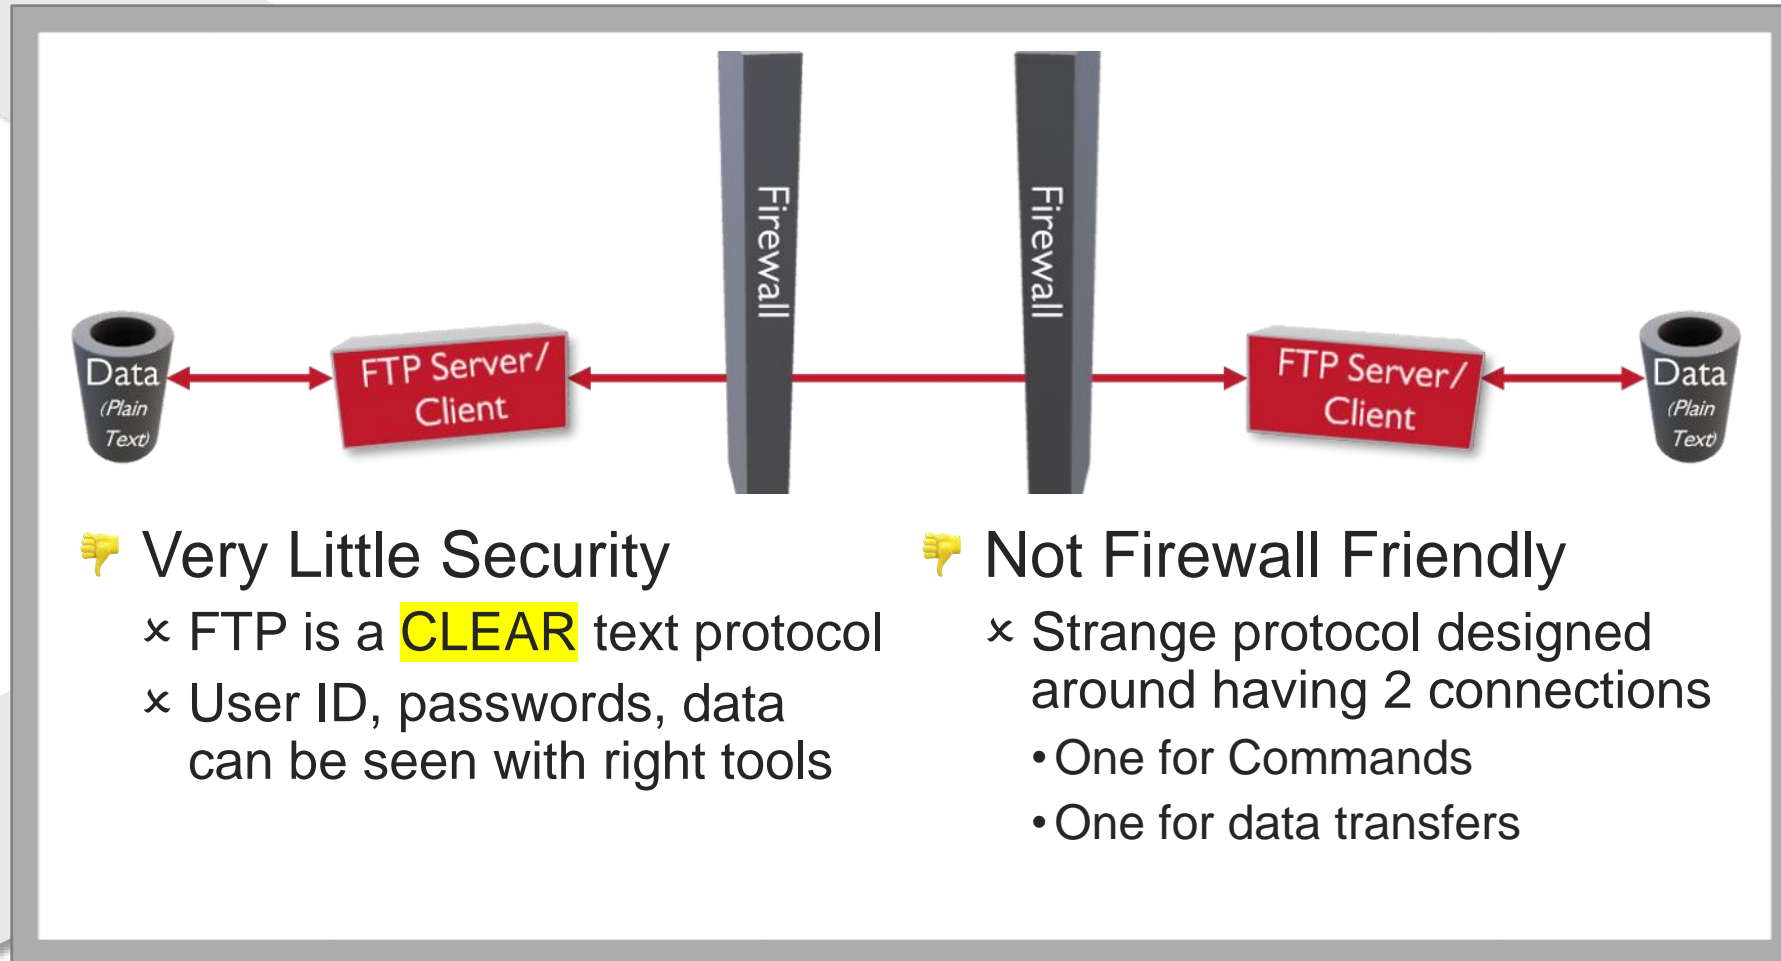 Firewall
Firewall
Data
(Plain
Text)
FTP Server/
Client
FTP Server/
Client
Data
(Plain
Text)
Very Little Security
× FTP is a CLEAR text protocol
× User ID, passwords, data
can be seen with right tools
Not Firewall Friendly
× Strange protocol designed
around having 2 connections
• One for Commands
• One for data transfers